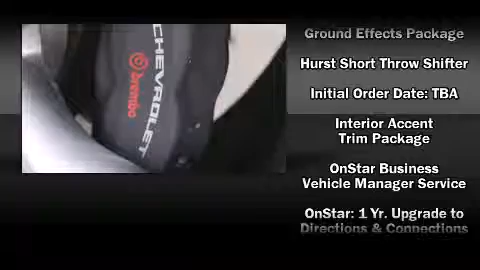 CHEVROLET
brembo
Ground Effects Package
Hurst Short Throw Shifter
Initial Order Date: TBA
Interior Accent
Trim Package
OnStar Business
Vehicle Manager Service
OnStar: 1 Yr. Upgrade to
Directions & Connections